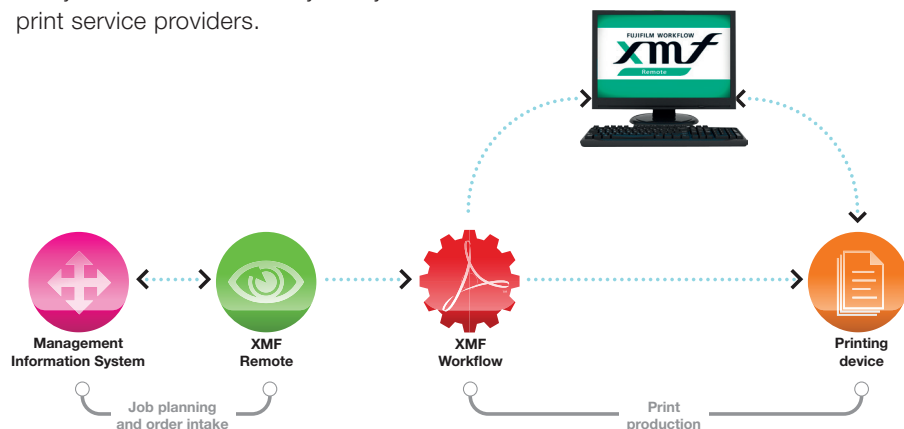 print service providers.
FUJIFILM WORKFLOW
xmf
Remote
Management
Information System
XMF
Remote
XMF
Workflow
Printing
device
Job planning
and order intake
Print
production